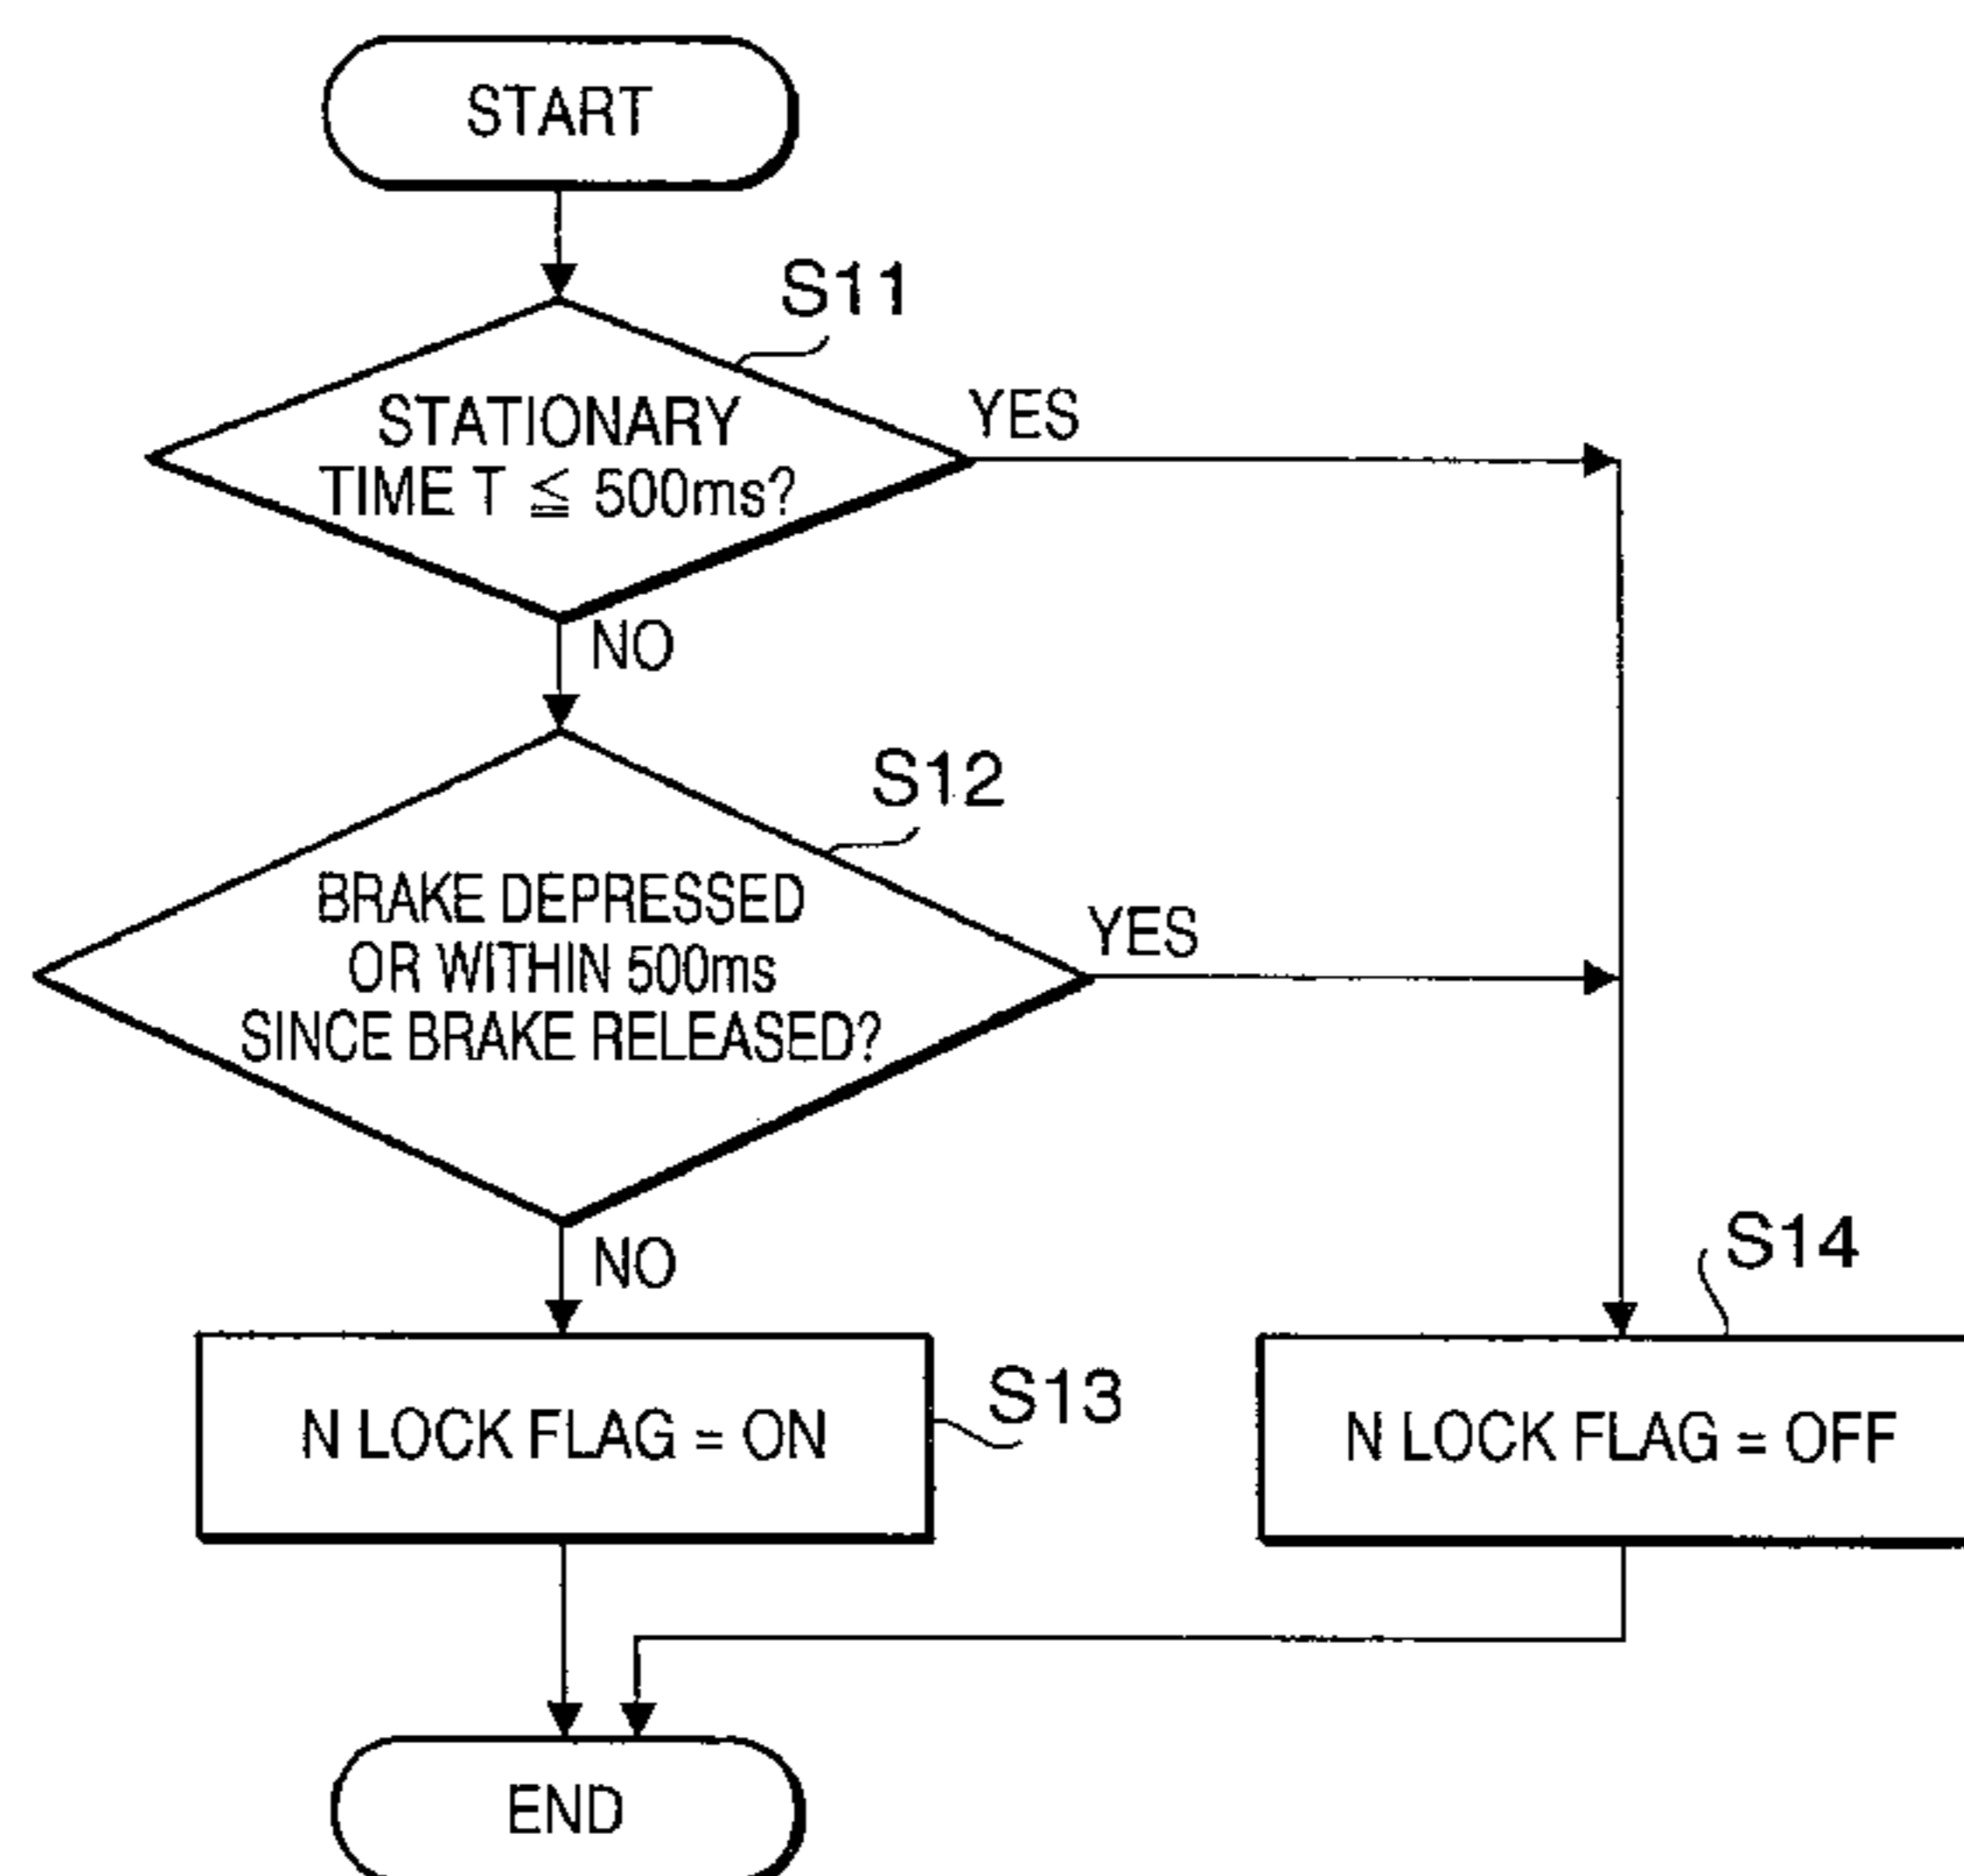 START
S11
STATIONARY
TIME T ≦ 500ms?
YES
NO
S12
BRAKE DEPRESSED
OR WITHIN 500ms
SINCE BRAKE RELEASED?
YES
NO
S13
N LOCK FLAG = ON
S14
N LOCK FLAG = OFF
END